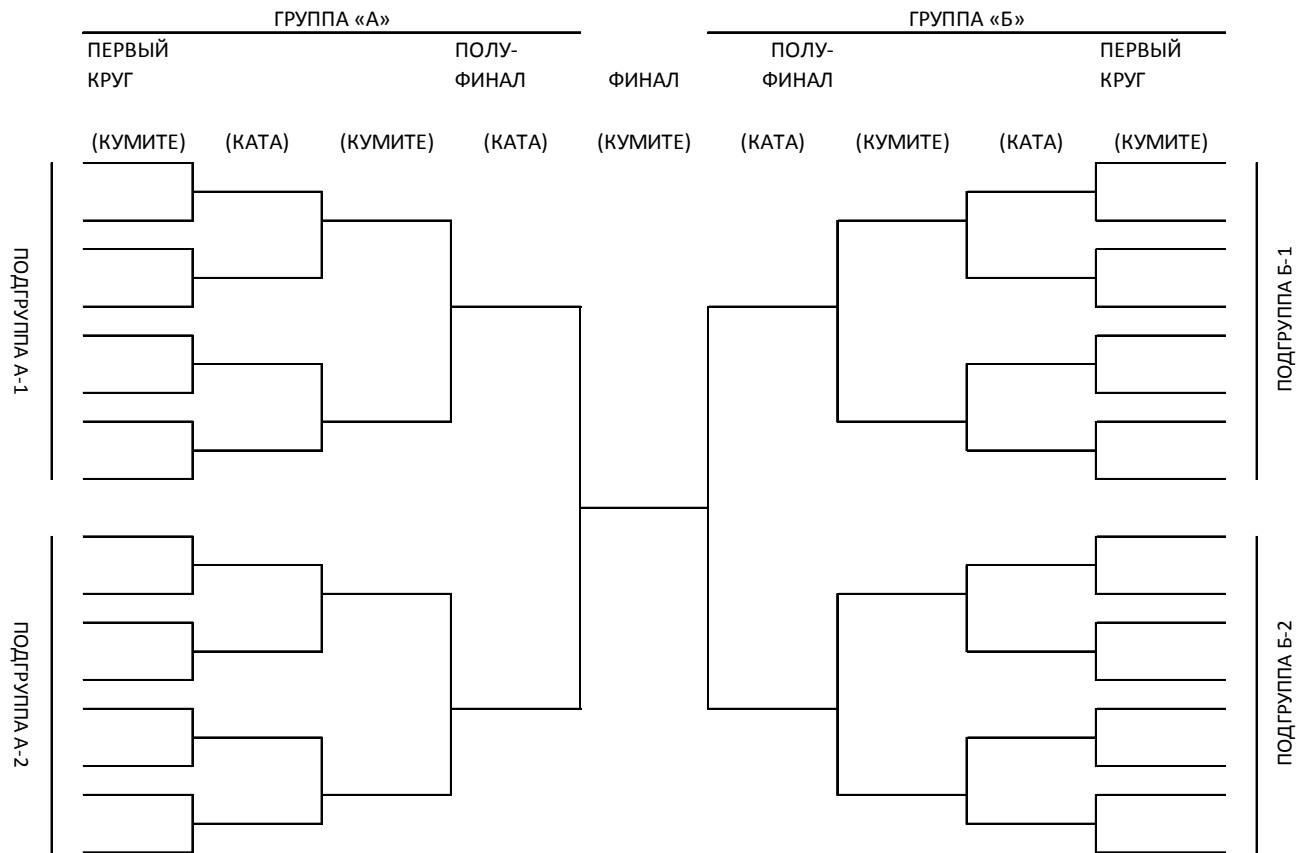 ГРУППА «А»
ГРУППА «Б»
ПЕРВЫЙ
КРУГ
ПОЛУ-
ФИНАЛ
ФИНАЛ
ПОЛУ-
ФИНАЛ
ПЕРВЫЙ
КРУГ
(КУМИТЕ) (КАТА) (КУМИТЕ) (КАТА) (КУМИТЕ) (КАТА) (КУМИТЕ) (КАТА) (КУМИТЕ)
ПОДГРУППА А-1
ПОДГРУППА Б-1
ПОДГРУППА А-2
ПОДГРУППА Б-2